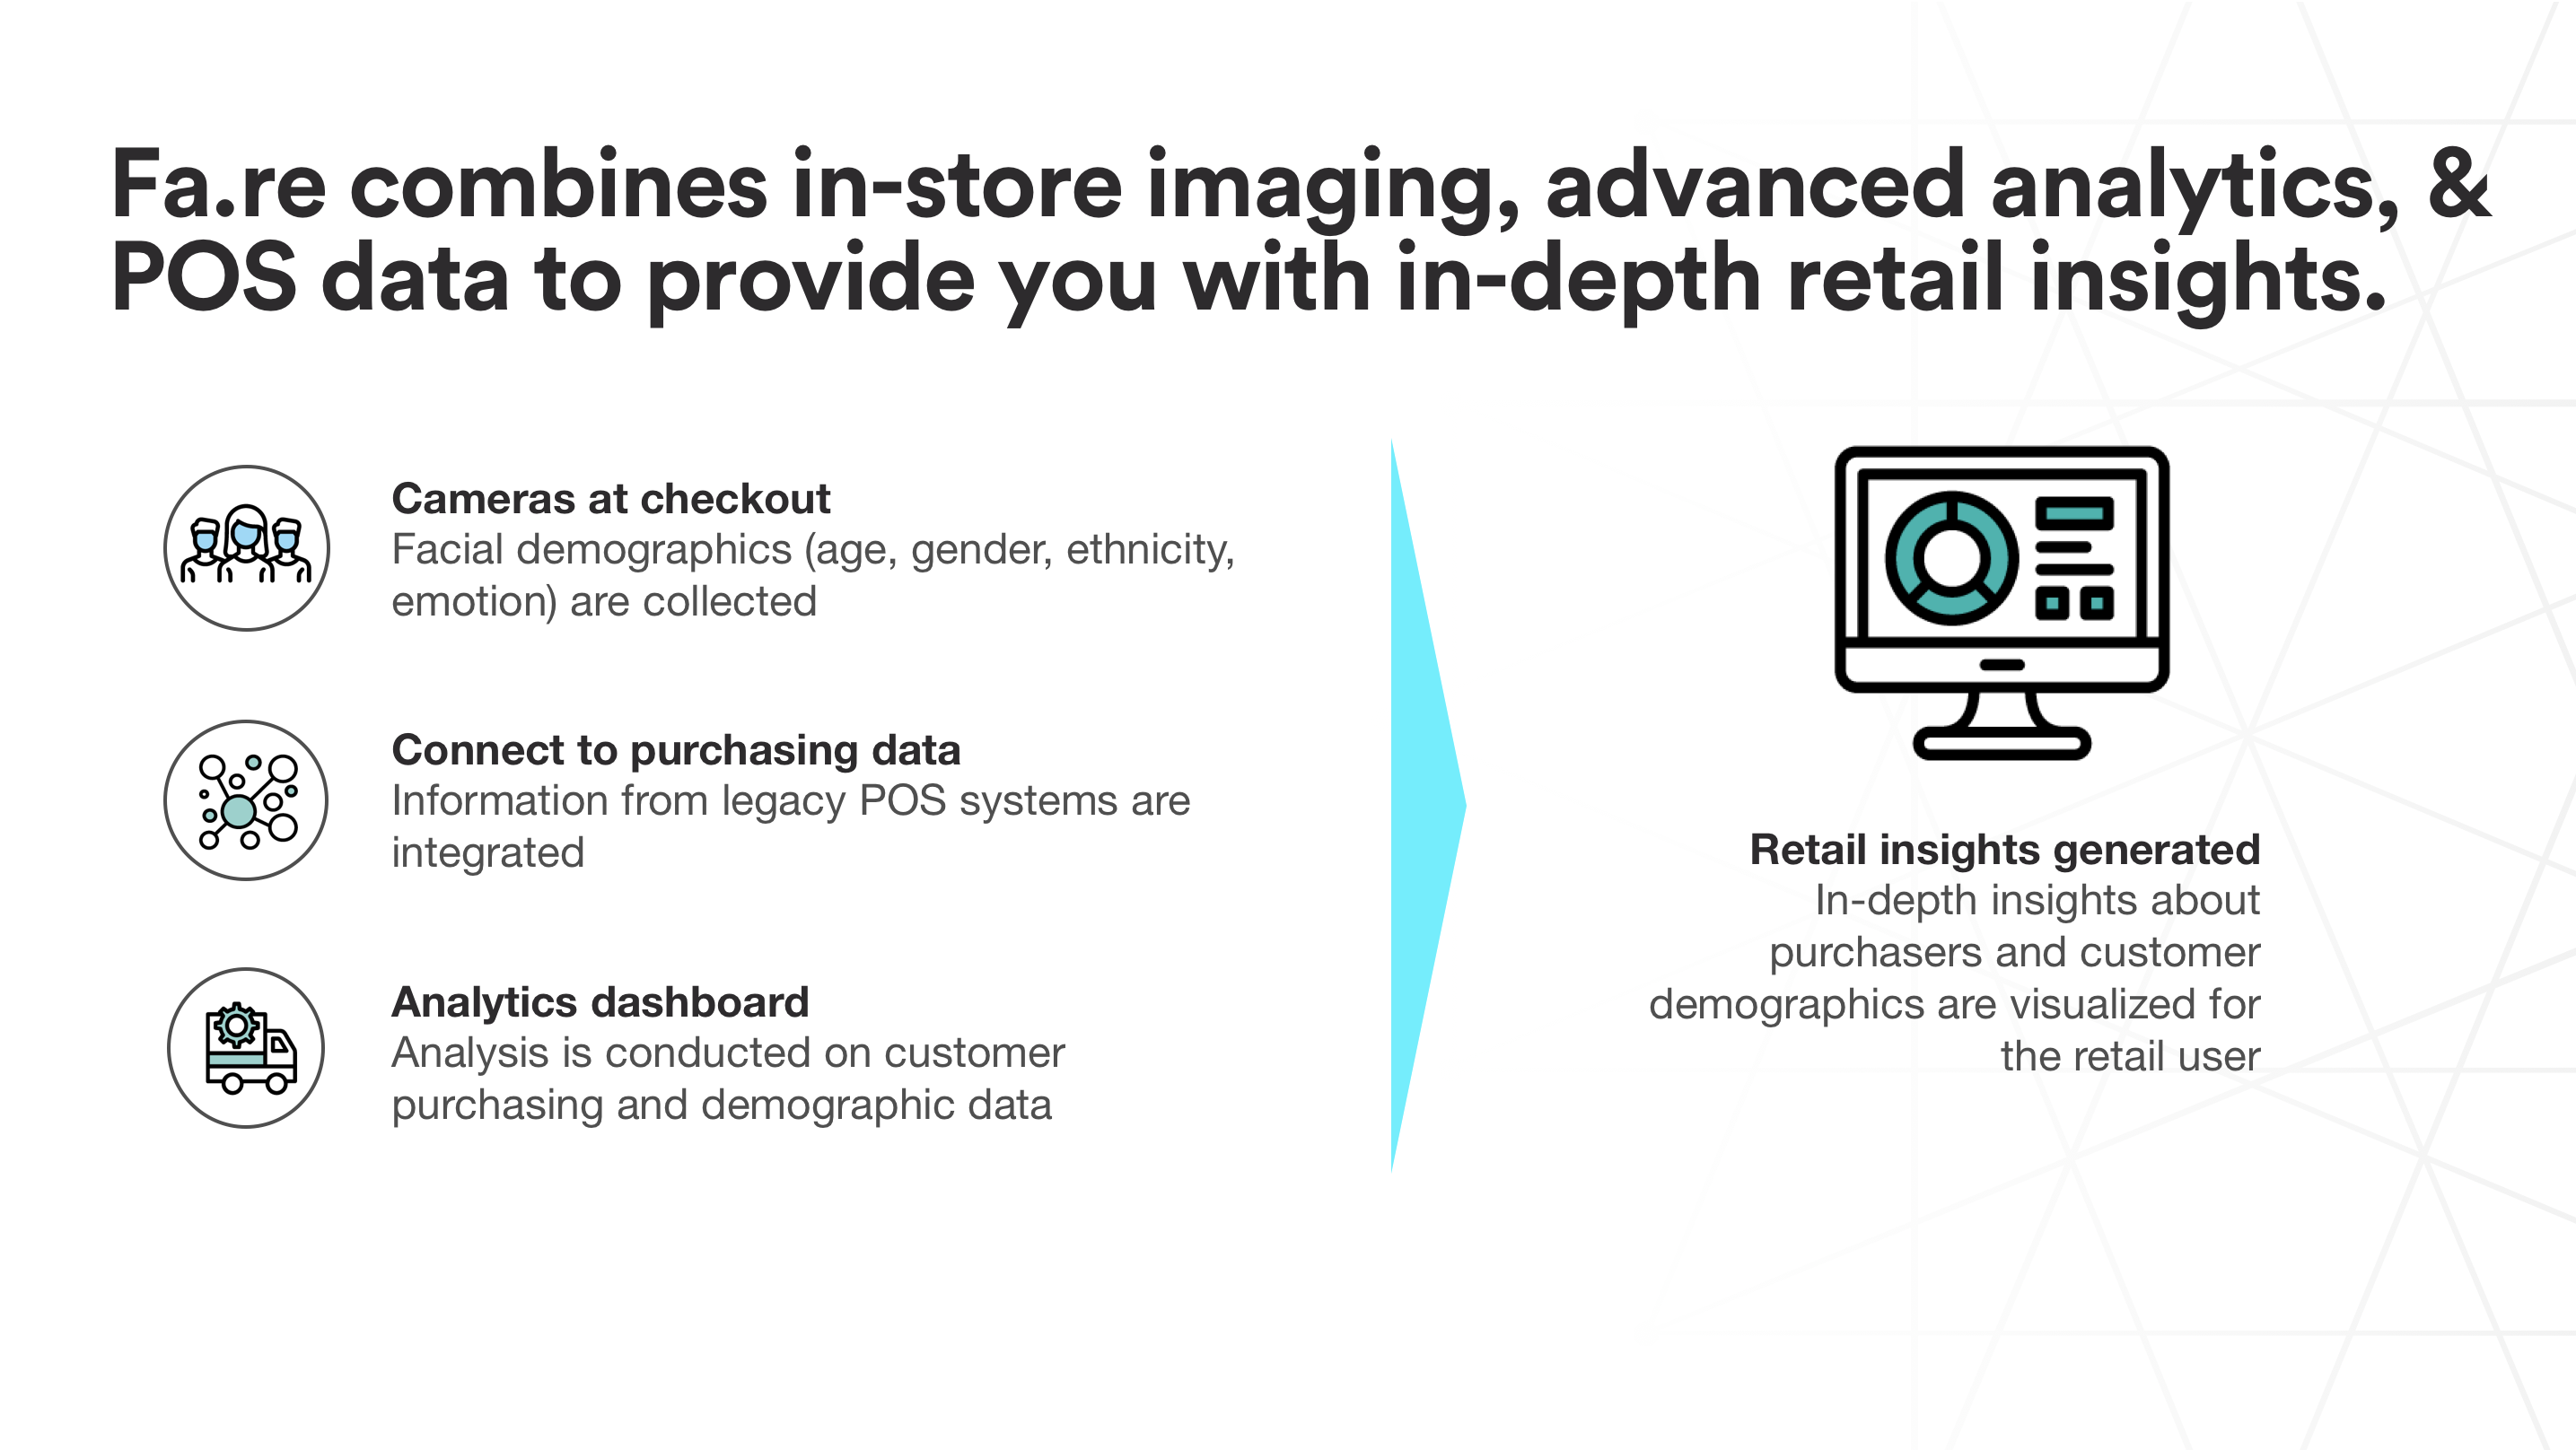 Fa.re combines in-store imaging, advanced analytics, &
POS data to provide you with in-depth retail insights.
Cameras at checkout
Facial demographics (age, gender, ethnicity,
emotion) are collected
Connect to purchasing data
Information from legacy POS systems are
integrated
Analytics dashboard
Analysis is conducted on customer
purchasing and demographic data
Retail insights generated
In-depth insights about
purchasers and customer
demographics are visualized for
the retail user